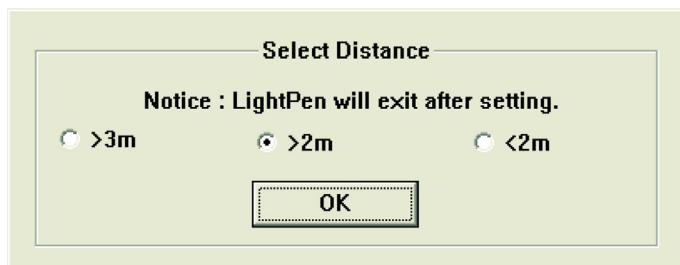 Select Distance
Notice : LightPen will exit after setting.
>3m >2m <2m
OK